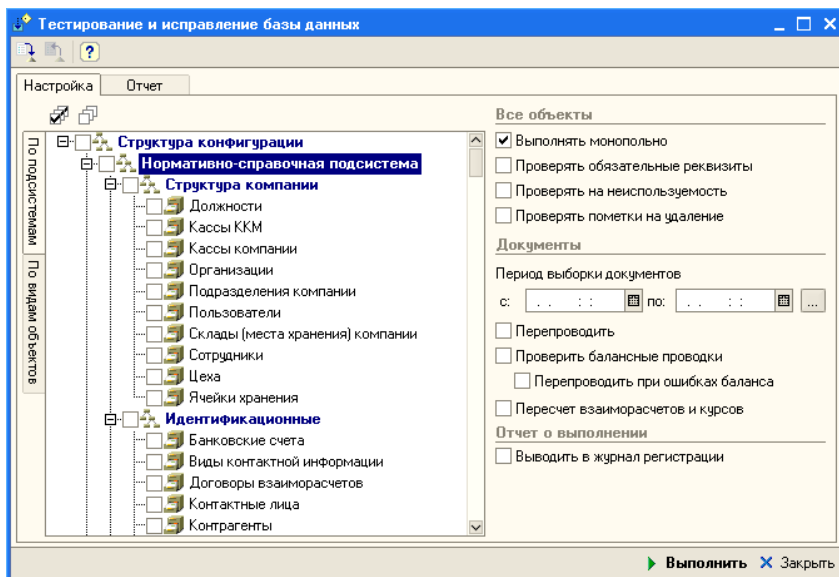 Тестирование и исправление базы данных
Настройка
Отчет
По подсистемам
По видам объектов
Структура конфигурации
Нормативно-справочная подсистема
Структура компании
Должности
Кассы ККМ
Кассы компании
Организации
Подразделения компании
Пользователи
Склады (места хранения) компании
Сотрудники
Цеха
Ячейки хранения
Идентификационные
Банковские счета
Виды контактной информации
Договоры взаиморасчетов
Контактные лица
Контрагенты
Все объекты
Выполнять монопольно
Проверять обязательные реквизиты
Проверять на неиспользуемость
Проверять пометки на удаление
Документы
Период выборки документов
с: . . : : по: . . : : ...
Перепроводить
Проверить балансные проводки
Перепроводить при ошибках баланса
Пересчет взаиморасчетов и курсов
Отчет о выполнении
Выводить в журнал регистрации
Выполнить Закрыть